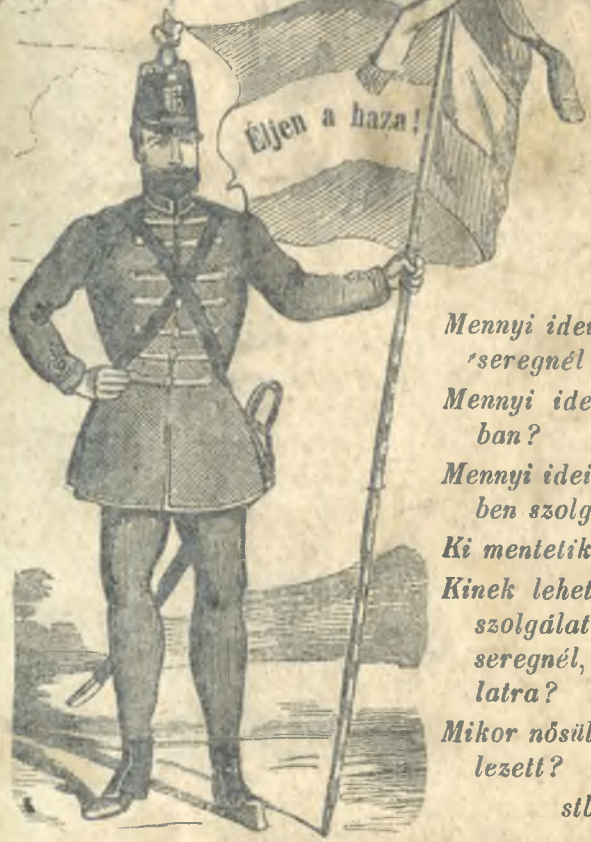 Éljen a haza!
Mennyi idei
seregnél
Mennyi ide
ban?
Mennyi idei
ben szolg
Ki mentetik
Kinek lehet
szolgálat
seregnél,
latra?
Mikor nősül
lezett?
stb